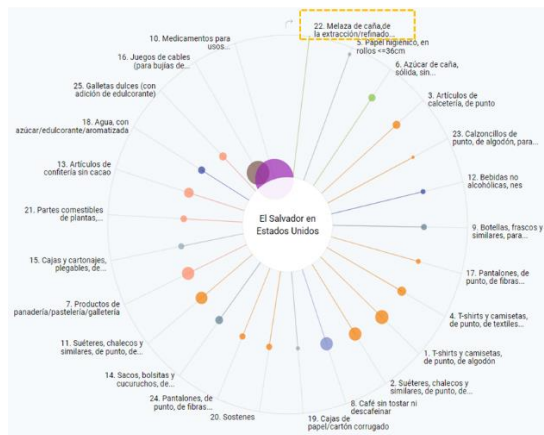 22. Melaza de caña,de
la extracción/refinado...
5. Papel higiénico, en
rollos <=36cm
6. Azúcar de caña,
sólida, sin...
3. Artículos de
calcetería, de punto
23. Calzoncillos de
punto, de algodón, para...
12. Bebidas no
alcohólicas, nes
9. Botellas, frascos y
similares, para...
17. Pantalones, de
punto, de fibras...
4. T-shirts y camisetas,
de punto, de textiles...
1. T-shirts y camisetas,
de punto, de algodón
2. Suéteres, chalecos y
similares, de punto, de...
8. Café sin tostar ni
descafeinar
19. Cajas de
papel/cartón corrugado
20. Sostenes
24. Pantalones, de
punto, de fibras...
14. Sacos, bolsitas y
cucuruchos, de...
11. Suéteres, chalecos y
similares, de punto, de...
7. Productos de
panadería/pastelería/galletería
15. Cajas y cartonajes,
plegables, de...
21. Partes comestibles
de plantas,...
13. Artículos de
confitería sin cacao
18. Agua, con
azúcar/edulcorante/aromatizada
25. Galletas dulces (con
adición de edulcorante)
16. Juegos de cables
(para bujías de...
10. Medicamentos para
usos...
El Salvador en
Estados Unidos